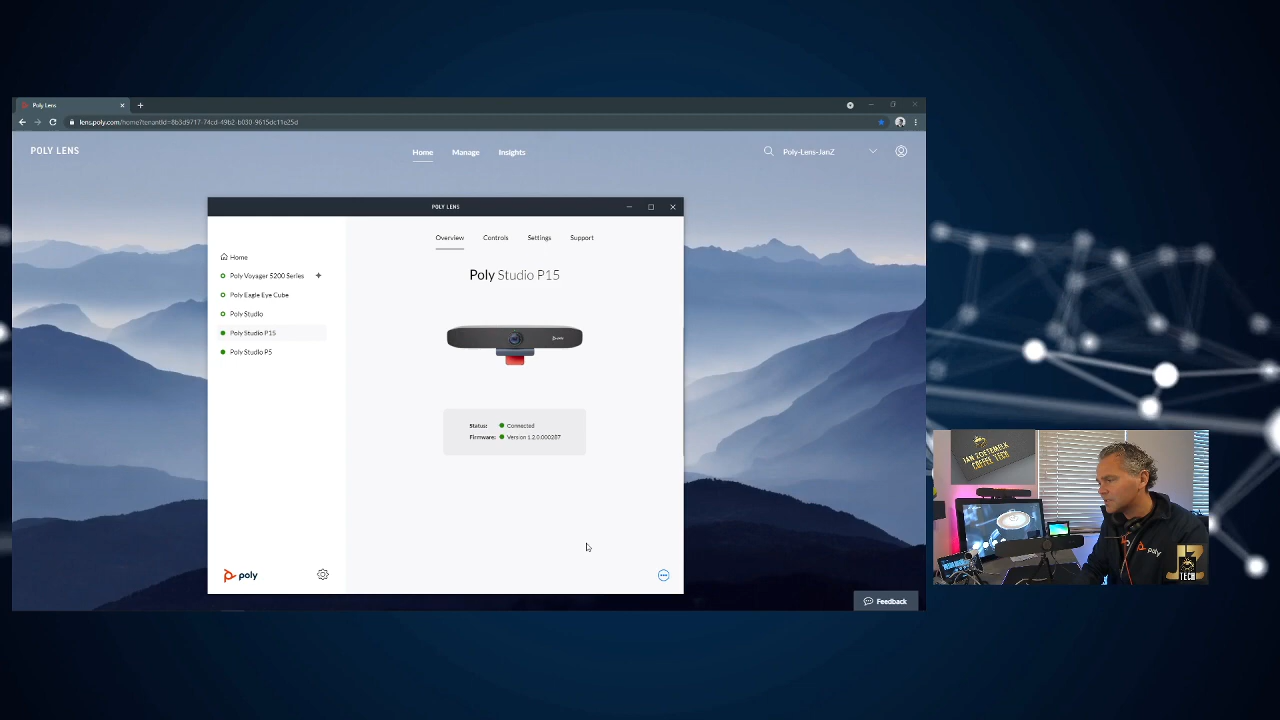 Poly Lens
lens.poly.com/home?tenantId=8b3d9717-74cd-49b2-b030-9615dc11e25d
POLY LENS
Home
Manage
Insights
Poly-Lens-JanZ
POLY LENS
Home
Poly Voyager 5200 Series
Poly Eagle Eye Cube
Poly Studio
Poly Studio P15
Poly Studio P5
Overview
Controls
Settings
Support
Poly Studio P15
poly
Status: Connected
Firmware: Version 1.2.0.000287
poly
Feedback
JAN ZOETEMELK
COFFEE TECH
poly
TECH